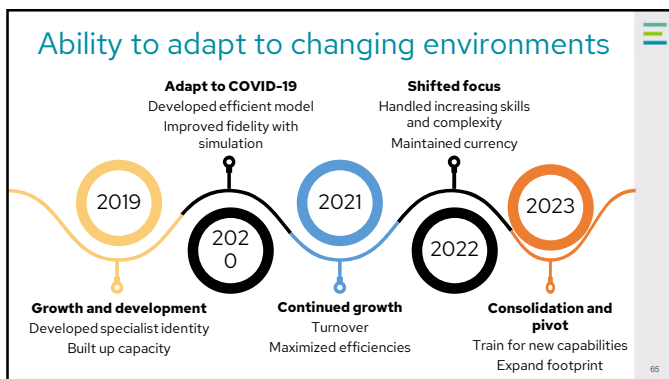 Ability to adapt to changing environments
Adapt to COVID-19
Developed efficient model
Improved fidelity with
simulation
Shifted focus
Handled increasing skills
and complexity
Maintained currency
2019
202
0
2021
2022
2023
Growth and development
Developed specialist identity
Built up capacity
Continued growth
Turnover
Maximized efficiencies
Consolidation and
pivot
Train for new capabilities
Expand footprint
65